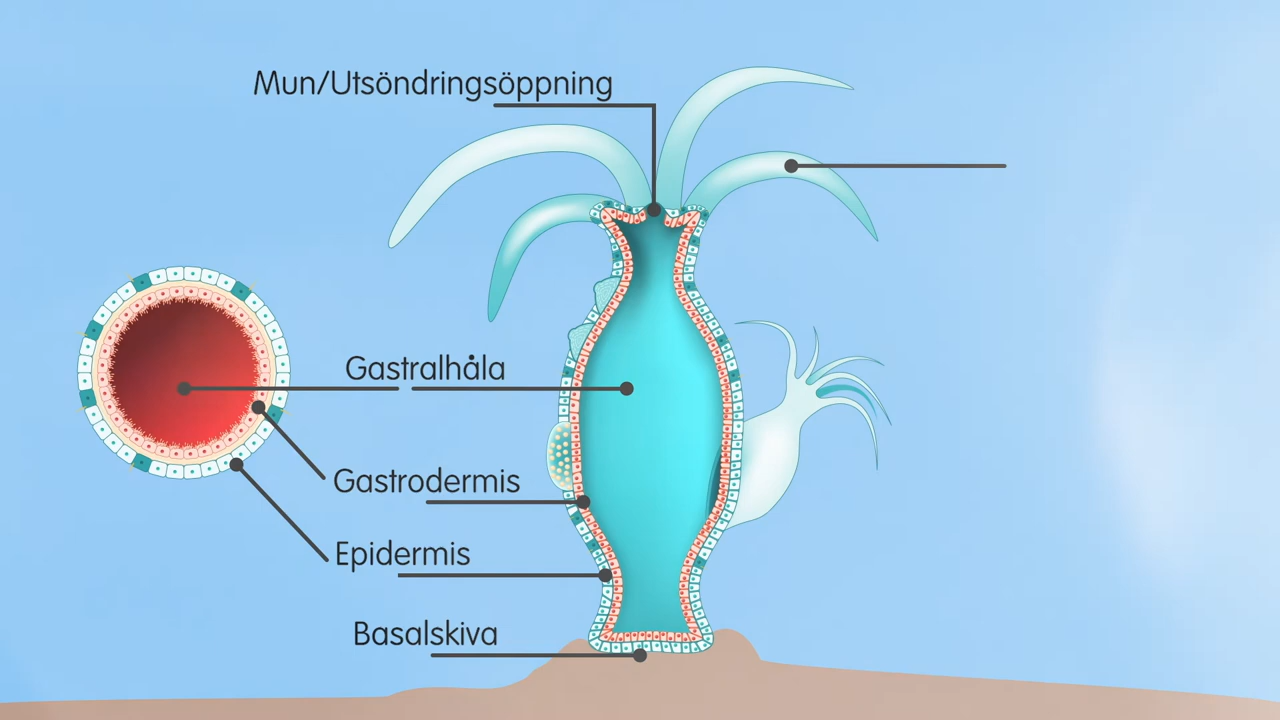 Mun/Utsöndringsöppning
Gastralhåla
Gastrodermis
Epidermis
Basalskiva